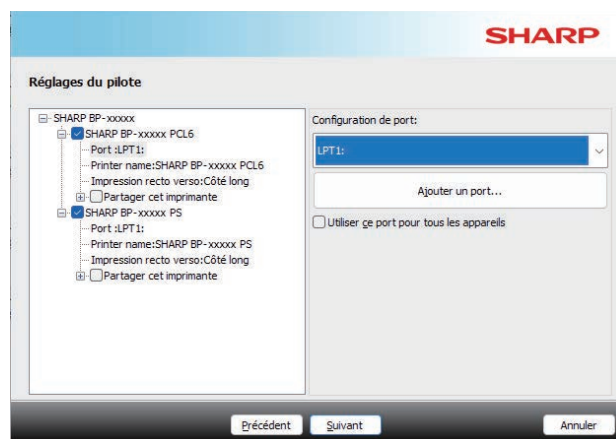 SHARP
Réglages du pilote
SHARP BP-xxxxx
SHARP BP-xxxxx PCL6
Port :LPT1:
Printer name:SHARP BP-xxxxx PCL6
Impression recto verso:Côté long
Partager cet imprimante
SHARP BP-xxxxx PS
Port :LPT1:
Printer name:SHARP BP-xxxxx PS
Impression recto verso:Côté long
Partager cet imprimante
Configuration de port:
LPT1:
Ajouter un port...
Utiliser ce port pour tous les appareils
Précédent
Suivant
Annuler